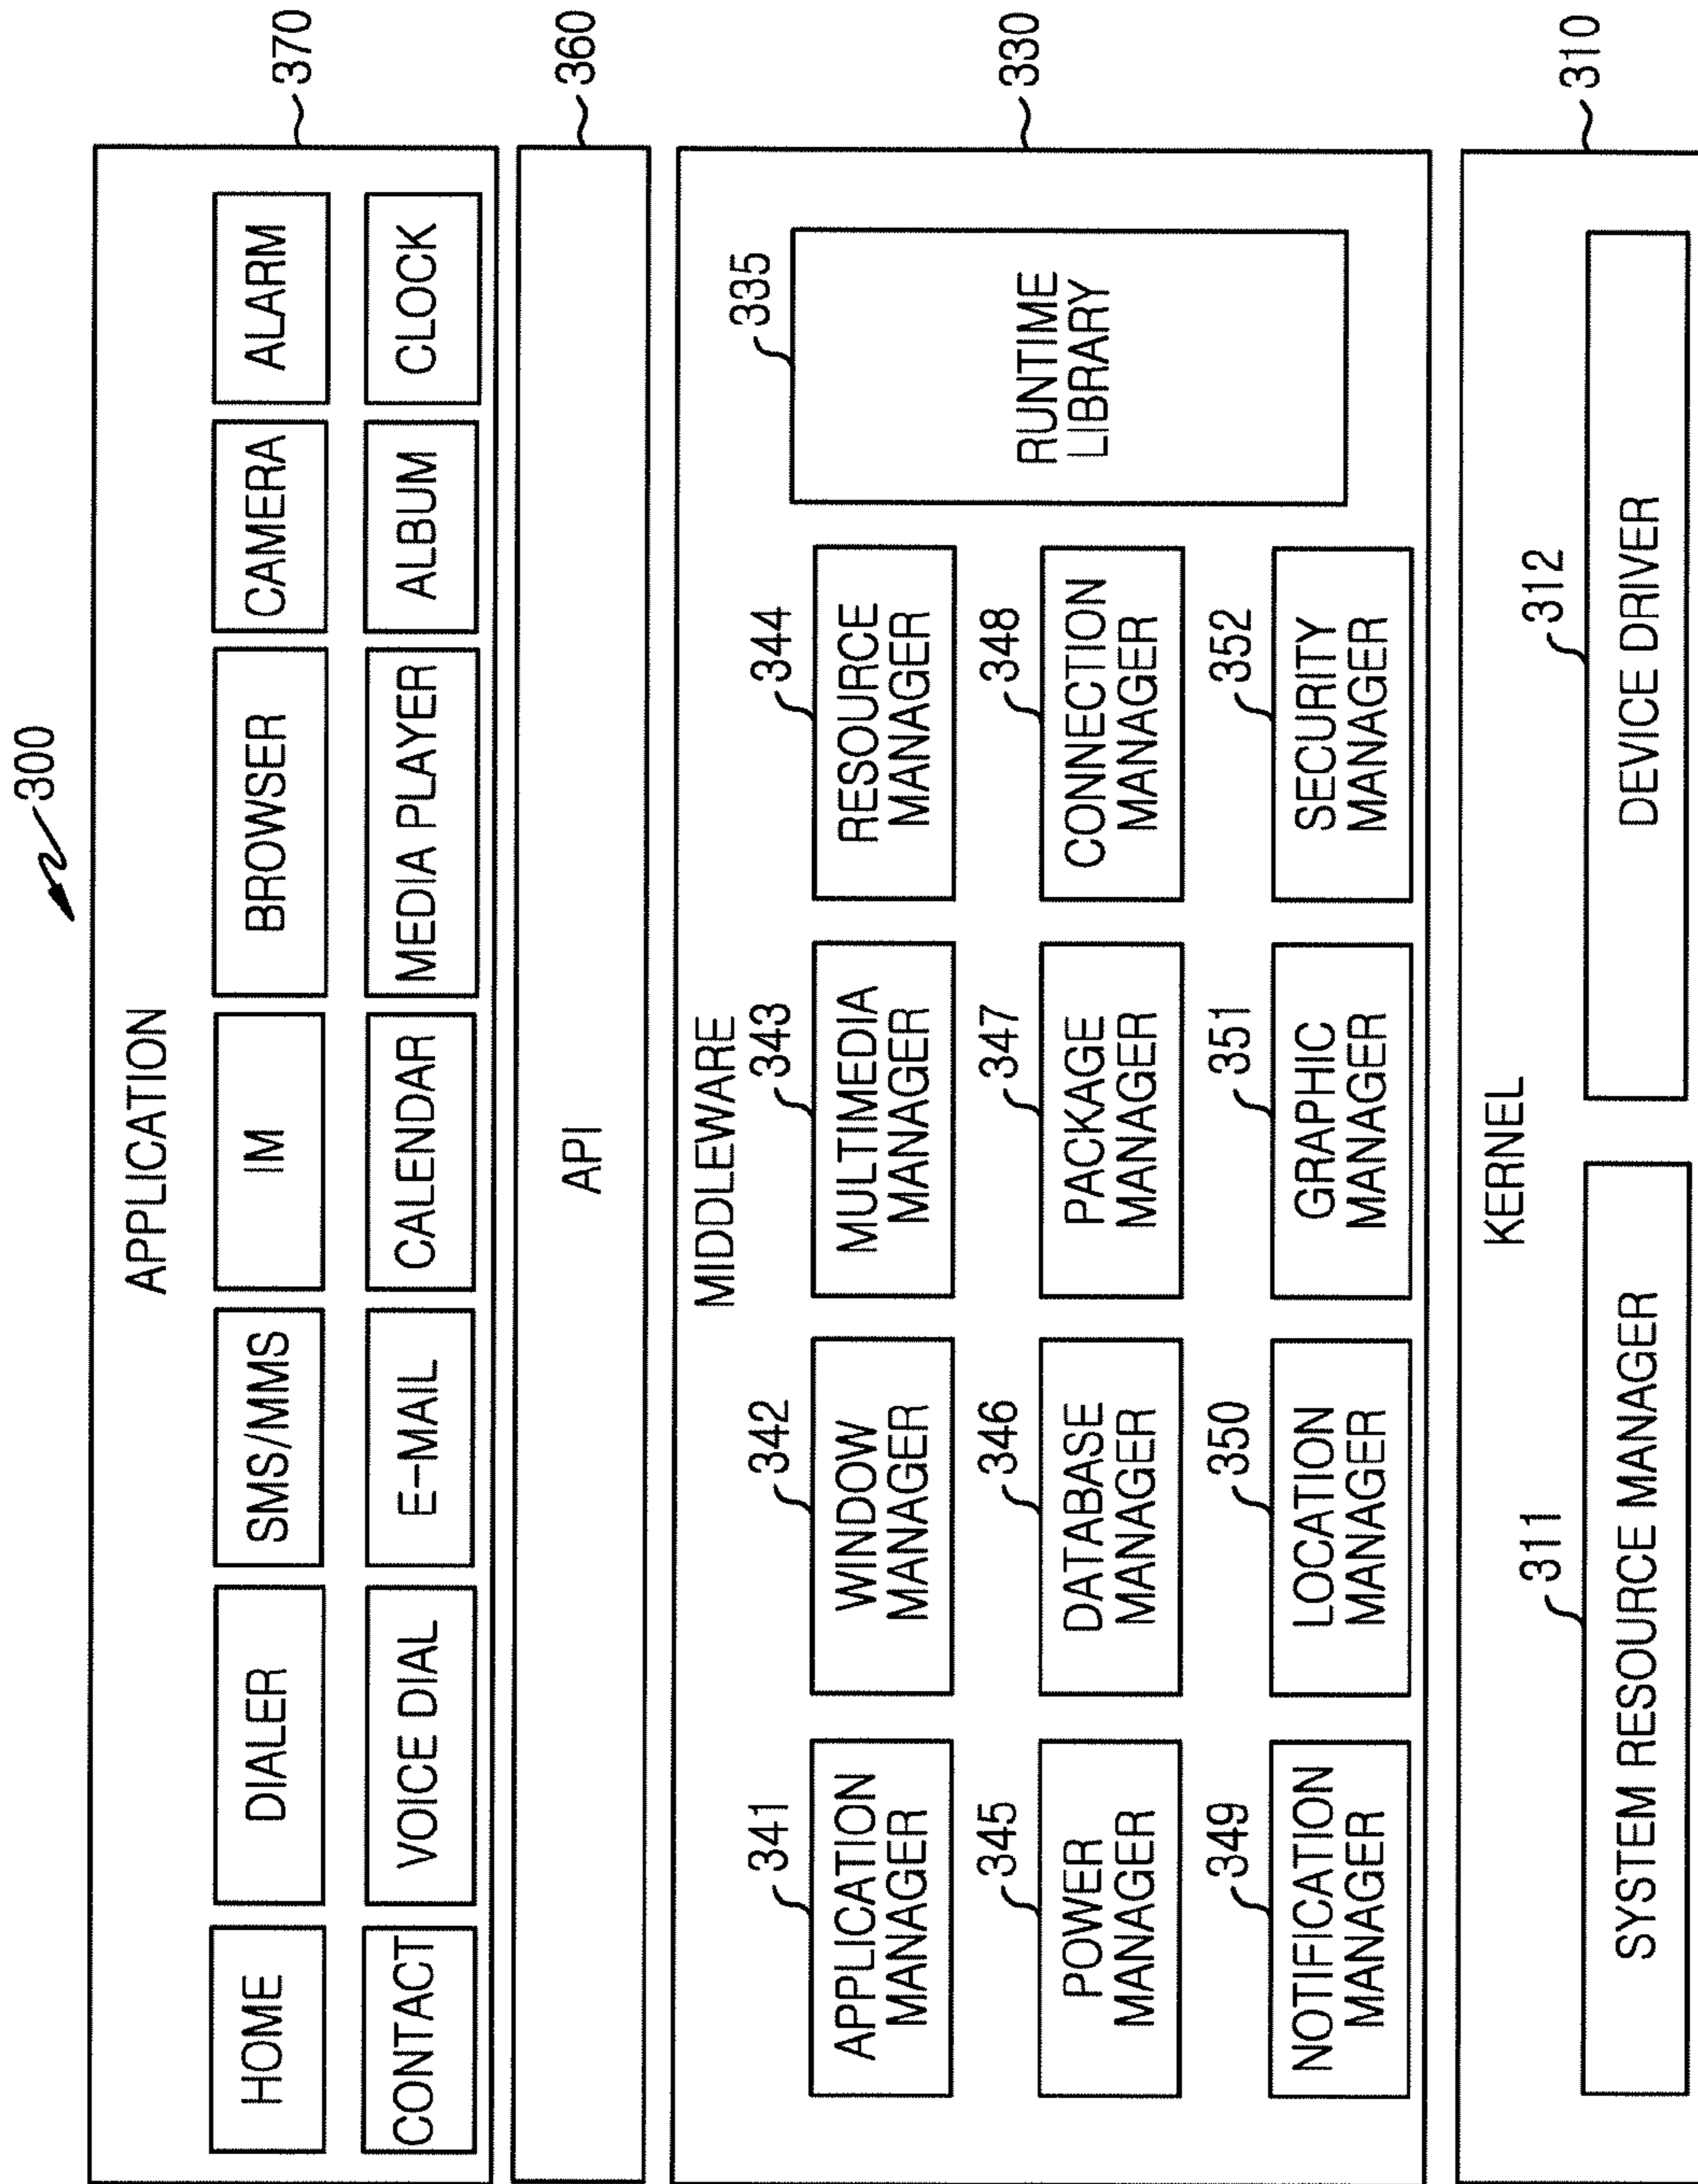 300
APPLICATION
370
HOME
DIALER
SMS/MMS
IM
BROWSER
CAMERA
ALARM
CONTACT
VOICE DIAL
E-MAIL
CALENDAR
MEDIA PLAYER
ALBUM
CLOCK
API
360
MIDDLEWARE
330
341
APPLICATION
MANAGER
342
WINDOW
MANAGER
343
MULTIMEDIA
MANAGER
344
RESOURCE
MANAGER
335
RUNTIME
LIBRARY
345
POWER
MANAGER
346
DATABASE
MANAGER
347
PACKAGE
MANAGER
348
CONNECTION
MANAGER
349
NOTIFICATION
MANAGER
350
LOCATION
MANAGER
351
GRAPHIC
MANAGER
352
SECURITY
MANAGER
KERNEL
310
311
SYSTEM RESOURCE MANAGER
312
DEVICE DRIVER